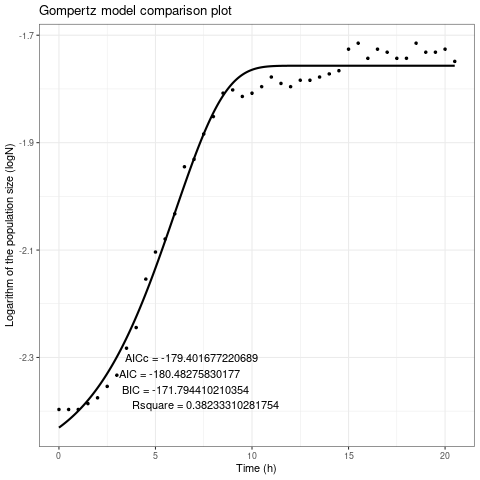 Gompertz model comparison plot
Logarithm of the population size (logN)
-1.7
-1.9
-2.1
-2.3
AICc = -179.401677220689
AIC = -180.48275830177
BIC = -171.794410210354
Rsquare = 0.38233310281754
0 5 10 15 20
Time (h)